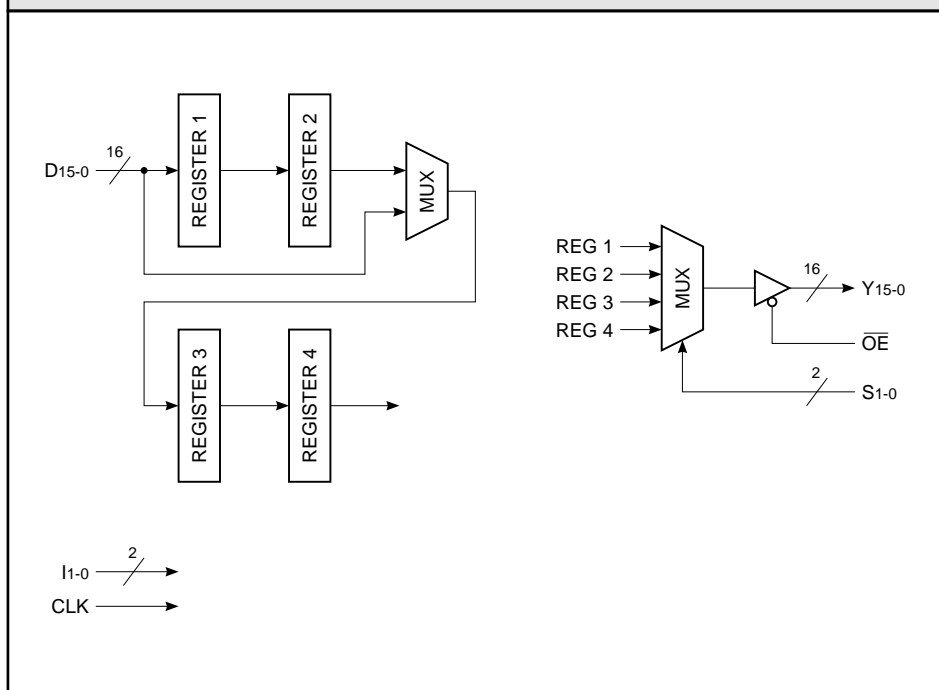 D15-0
16
REGISTER 1
REGISTER 2
MUX
REGISTER 3
REGISTER 4
REG 1
REG 2
REG 3
REG 4
MUX
16
Y15-0
OE
2
S1-0
I1-0
2
CLK